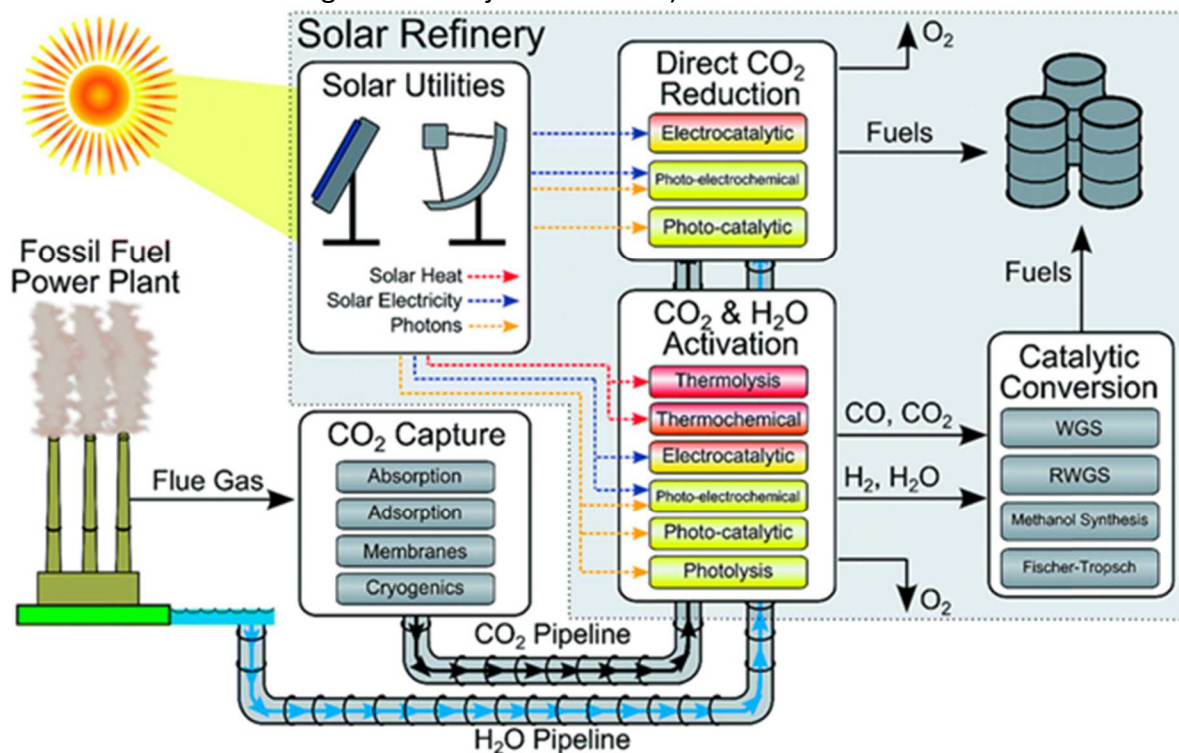 Solar Refinery
Solar Utilities
Solar Heat
Solar Electricity
Photons
Direct CO₂
Reduction
Electrocatalytic
Photo-electrochemical
Photo-catalytic
O₂
Fuels
Fossil Fuel
Power Plant
Flue Gas
CO₂ Capture
Absorption
Adsorption
Membranes
Cryogenics
CO₂ & H₂O
Activation
Thermolysis
Thermochemical
Electrocatalytic
Photo-electrochemical
Photo-catalytic
Photolysis
CO, CO₂
H₂, H₂O
O₂
Fuels
Catalytic
Conversion
WGS
RWGS
Methanol Synthesis
Fischer-Tropsch
CO₂ Pipeline
H₂O Pipeline